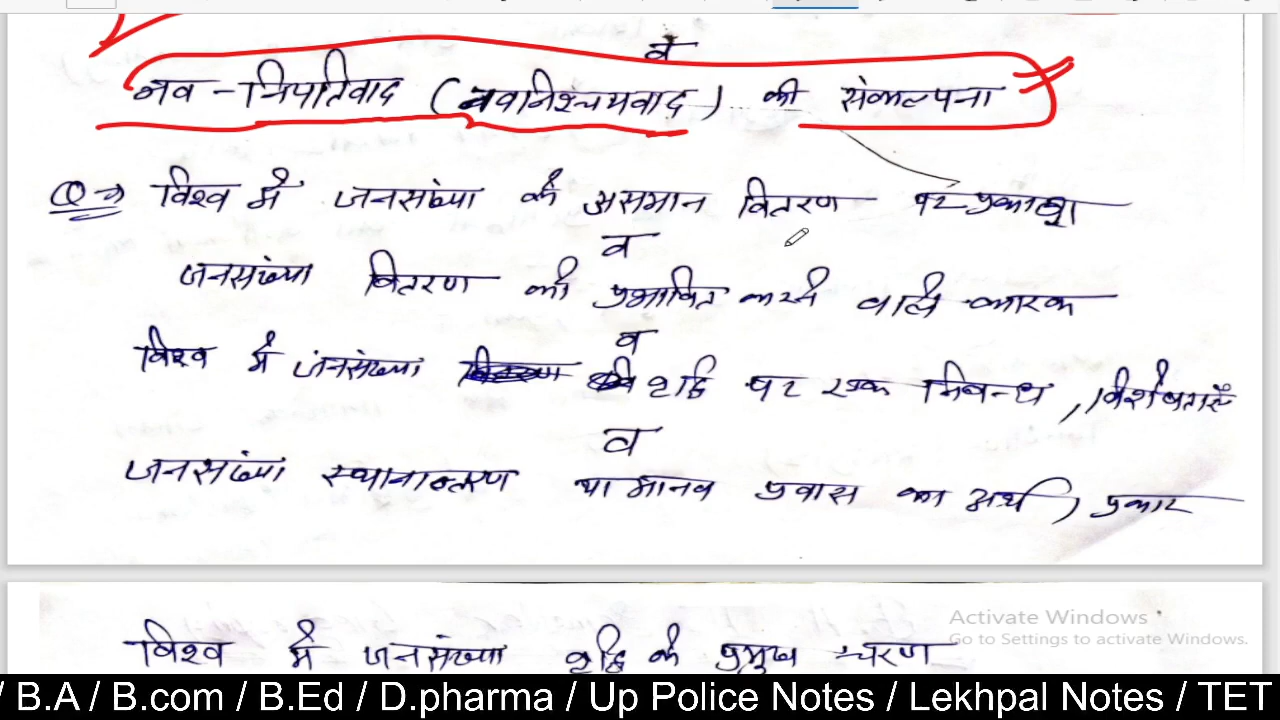 व
नव - नियतिवाद (नवनिश्चयवाद) की संकल्पना
Q→ विश्व में जनसंख्या के असमान वितरण पर प्रकाश
व
जनसंख्या वितरण को प्रभावित करने वाले कारक
व
विश्व में जनसंख्या वृद्धि पर एक निबन्ध, विशेषताएँ
व
जनसंख्या स्थानान्तरण या मानव प्रवास का अर्थ, प्रकार
विश्व में जनसंख्या वृद्धि के प्रमुख चरण
Activate Windows
Go to Settings to activate Windows.
/ B.A / B.com / B.Ed / D.pharma / Up Police Notes / Lekhpal Notes / TET